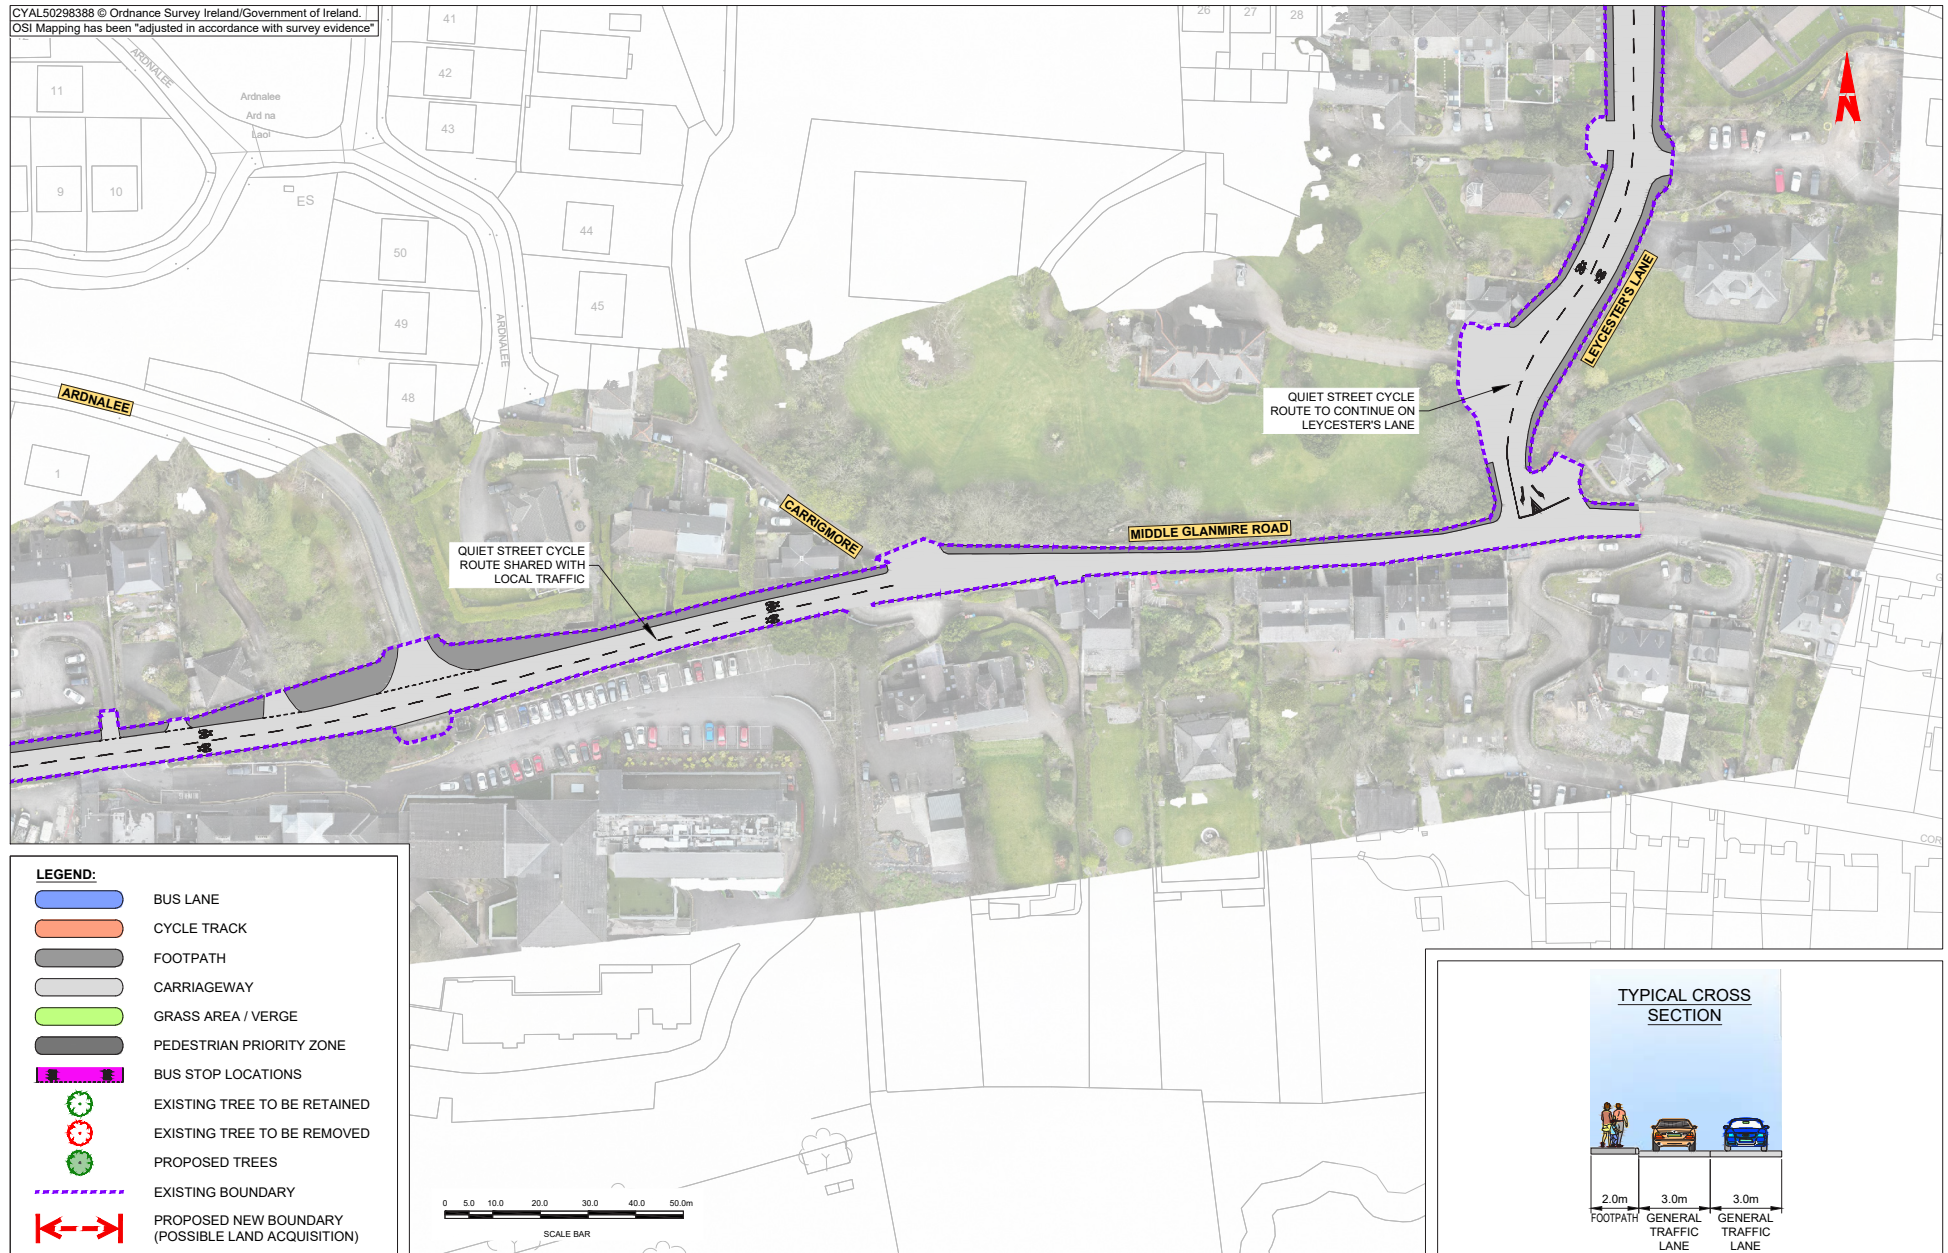 CYAL50298388 © Ordnance Survey Ireland/Government of Ireland.
OSI Mapping has been "adjusted in accordance with survey evidence"
41
42
43
26
27
28
11
ARDNALEE
Ardnalee
Ard na
Laoi
9
10
ES
50
49
48
44
45
ARDNALEE
ARDNALEE
1
N
LEYCESTER'S LANE
QUIET STREET CYCLE
ROUTE TO CONTINUE ON
LEYCESTER'S LANE
CARRIGMORE
MIDDLE GLANMIRE ROAD
QUIET STREET CYCLE
ROUTE SHARED WITH
LOCAL TRAFFIC
COR
LEGEND:
BUS LANE
CYCLE TRACK
FOOTPATH
CARRIAGEWAY
GRASS AREA / VERGE
PEDESTRIAN PRIORITY ZONE
BUS STOP LOCATIONS
EXISTING TREE TO BE RETAINED
EXISTING TREE TO BE REMOVED
PROPOSED TREES
EXISTING BOUNDARY
PROPOSED NEW BOUNDARY
(POSSIBLE LAND ACQUISITION)
0 5.0 10.0 20.0 30.0 40.0 50.0m
SCALE BAR
TYPICAL CROSS
SECTION
2.0m 3.0m 3.0m
FOOTPATH
GENERAL
TRAFFIC
LANE
GENERAL
TRAFFIC
LANE